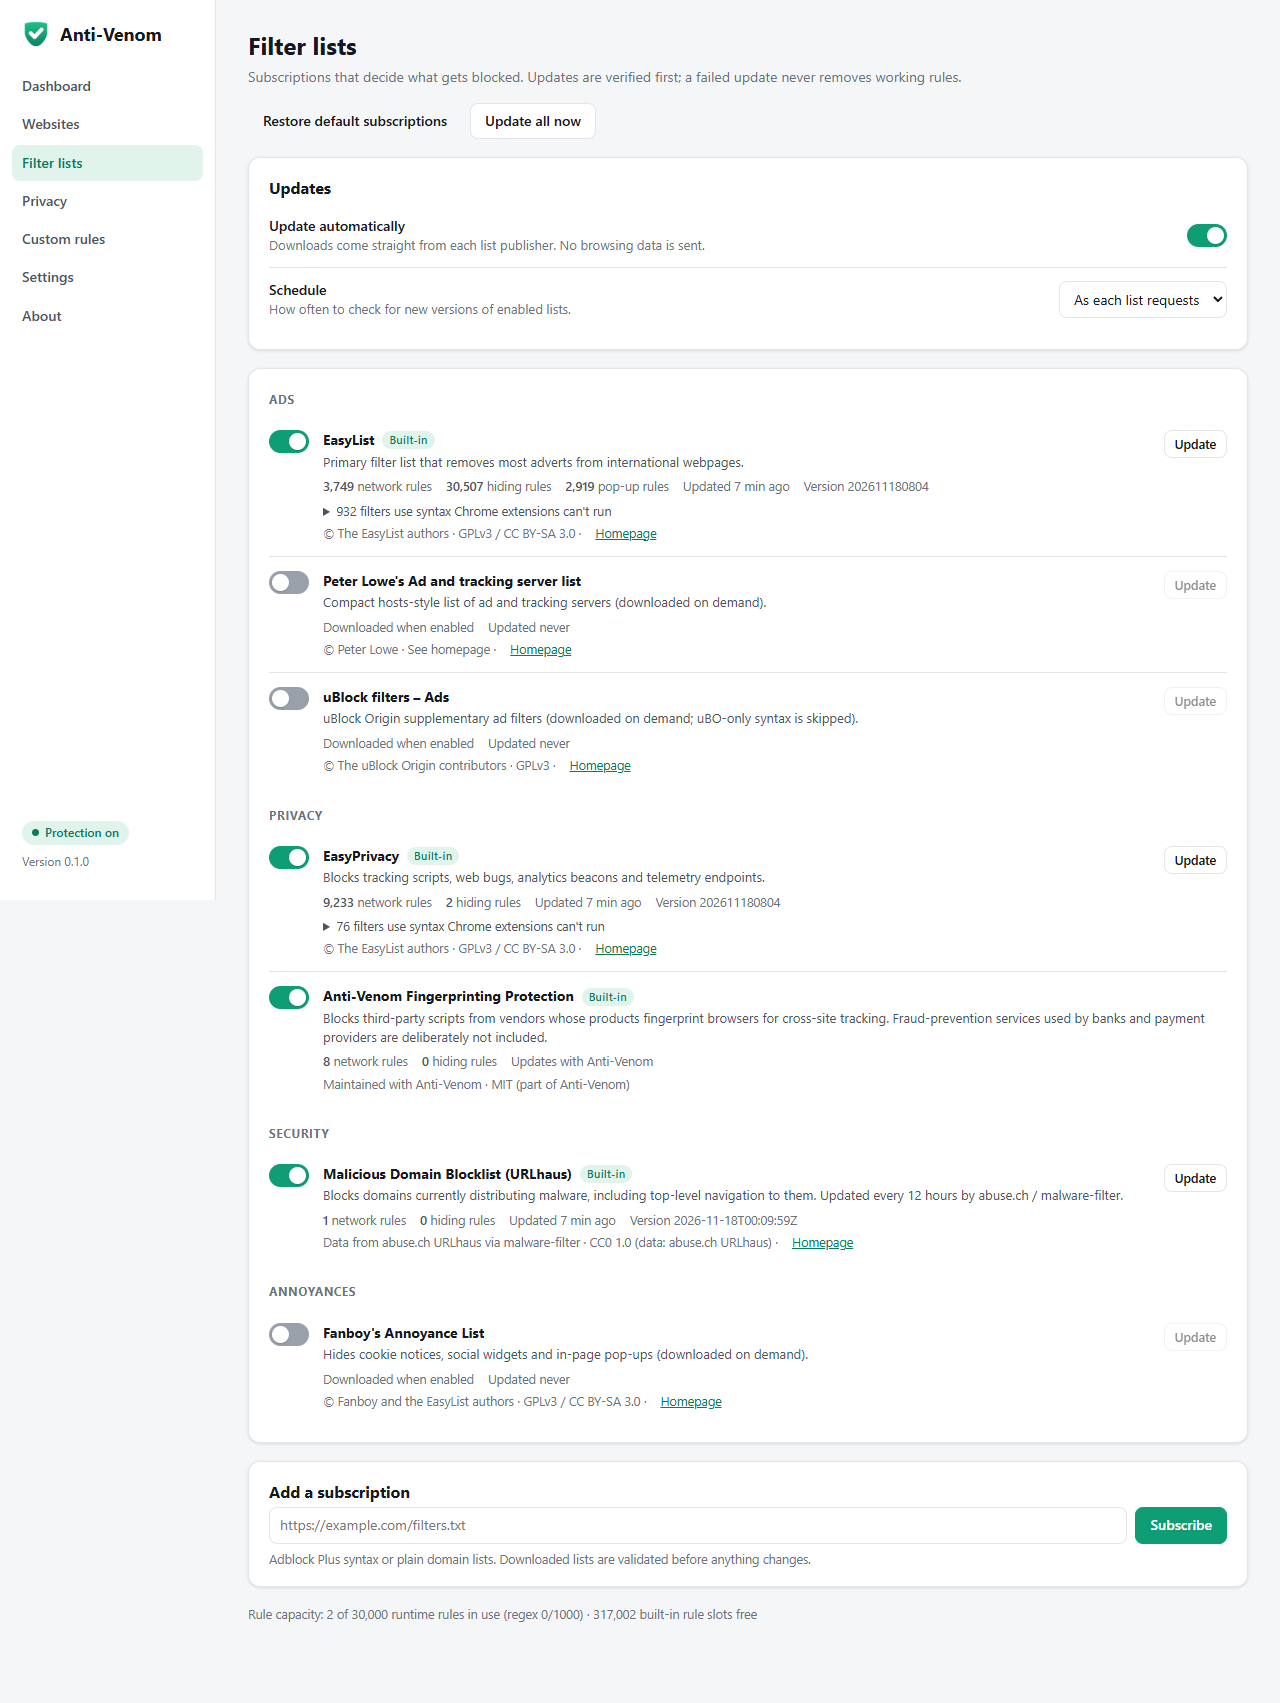 Anti-Venom
Dashboard
Websites
Filter lists
Privacy
Custom rules
Settings
About
Protection on
Version 0.1.0
Filter lists
Subscriptions that decide what gets blocked. Updates are verified first; a failed update never removes working rules.
Restore default subscriptions
Update all now
Updates
Update automatically
Downloads come straight from each list publisher. No browsing data is sent.
Schedule
How often to check for new versions of enabled lists.
As each list requests
ADS
EasyList Built-in
Update
Primary filter list that removes most adverts from international webpages.
3,749 network rules 30,507 hiding rules 2,919 pop-up rules Updated 7 min ago Version 202611180804
932 filters use syntax Chrome extensions can't run
© The EasyList authors · GPLv3 / CC BY-SA 3.0 · Homepage
Peter Lowe's Ad and tracking server list
Update
Compact hosts-style list of ad and tracking servers (downloaded on demand).
Downloaded when enabled Updated never
© Peter Lowe · See homepage · Homepage
uBlock filters – Ads
Update
uBlock Origin supplementary ad filters (downloaded on demand; uBO-only syntax is skipped).
Downloaded when enabled Updated never
© The uBlock Origin contributors · GPLv3 · Homepage
PRIVACY
EasyPrivacy Built-in
Update
Blocks tracking scripts, web bugs, analytics beacons and telemetry endpoints.
9,233 network rules 2 hiding rules Updated 7 min ago Version 202611180804
76 filters use syntax Chrome extensions can't run
© The EasyList authors · GPLv3 / CC BY-SA 3.0 · Homepage
Anti-Venom Fingerprinting Protection Built-in
Blocks third-party scripts from vendors whose products fingerprint browsers for cross-site tracking. Fraud-prevention services used by banks and payment
providers are deliberately not included.
8 network rules 0 hiding rules Updates with Anti-Venom
Maintained with Anti-Venom · MIT (part of Anti-Venom)
SECURITY
Malicious Domain Blocklist (URLhaus) Built-in
Update
Blocks domains currently distributing malware, including top-level navigation to them. Updated every 12 hours by abuse.ch / malware-filter.
1 network rules 0 hiding rules Updated 7 min ago Version 2026-11-18T00:09:59Z
Data from abuse.ch URLhaus via malware-filter · CC0 1.0 (data: abuse.ch URLhaus) · Homepage
ANNOYANCES
Fanboy's Annoyance List
Update
Hides cookie notices, social widgets and in-page pop-ups (downloaded on demand).
Downloaded when enabled Updated never
© Fanboy and the EasyList authors · GPLv3 / CC BY-SA 3.0 · Homepage
Add a subscription
https://example.com/filters.txt
Subscribe
Adblock Plus syntax or plain domain lists. Downloaded lists are validated before anything changes.
Rule capacity: 2 of 30,000 runtime rules in use (regex 0/1000) · 317,002 built-in rule slots free